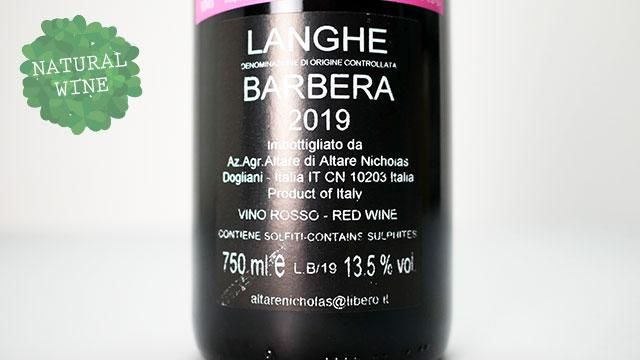 NATURAL
WINE
LANGHE
DENOMINAZIONE DI ORIGINE CONTROLLATA
BARBERA
2019
Imbottigliato da
Az.Agr.Altare di Altare Nicholas
Dogliani - Italia IT CN 10203 Italia
Product of Italy
VINO ROSSO - RED WINE
CONTIENE SOLFITI-CONTAINS SULPHITES
750 ml.e L.B/19 13.5 % vol.
altarenicholas@libero.it